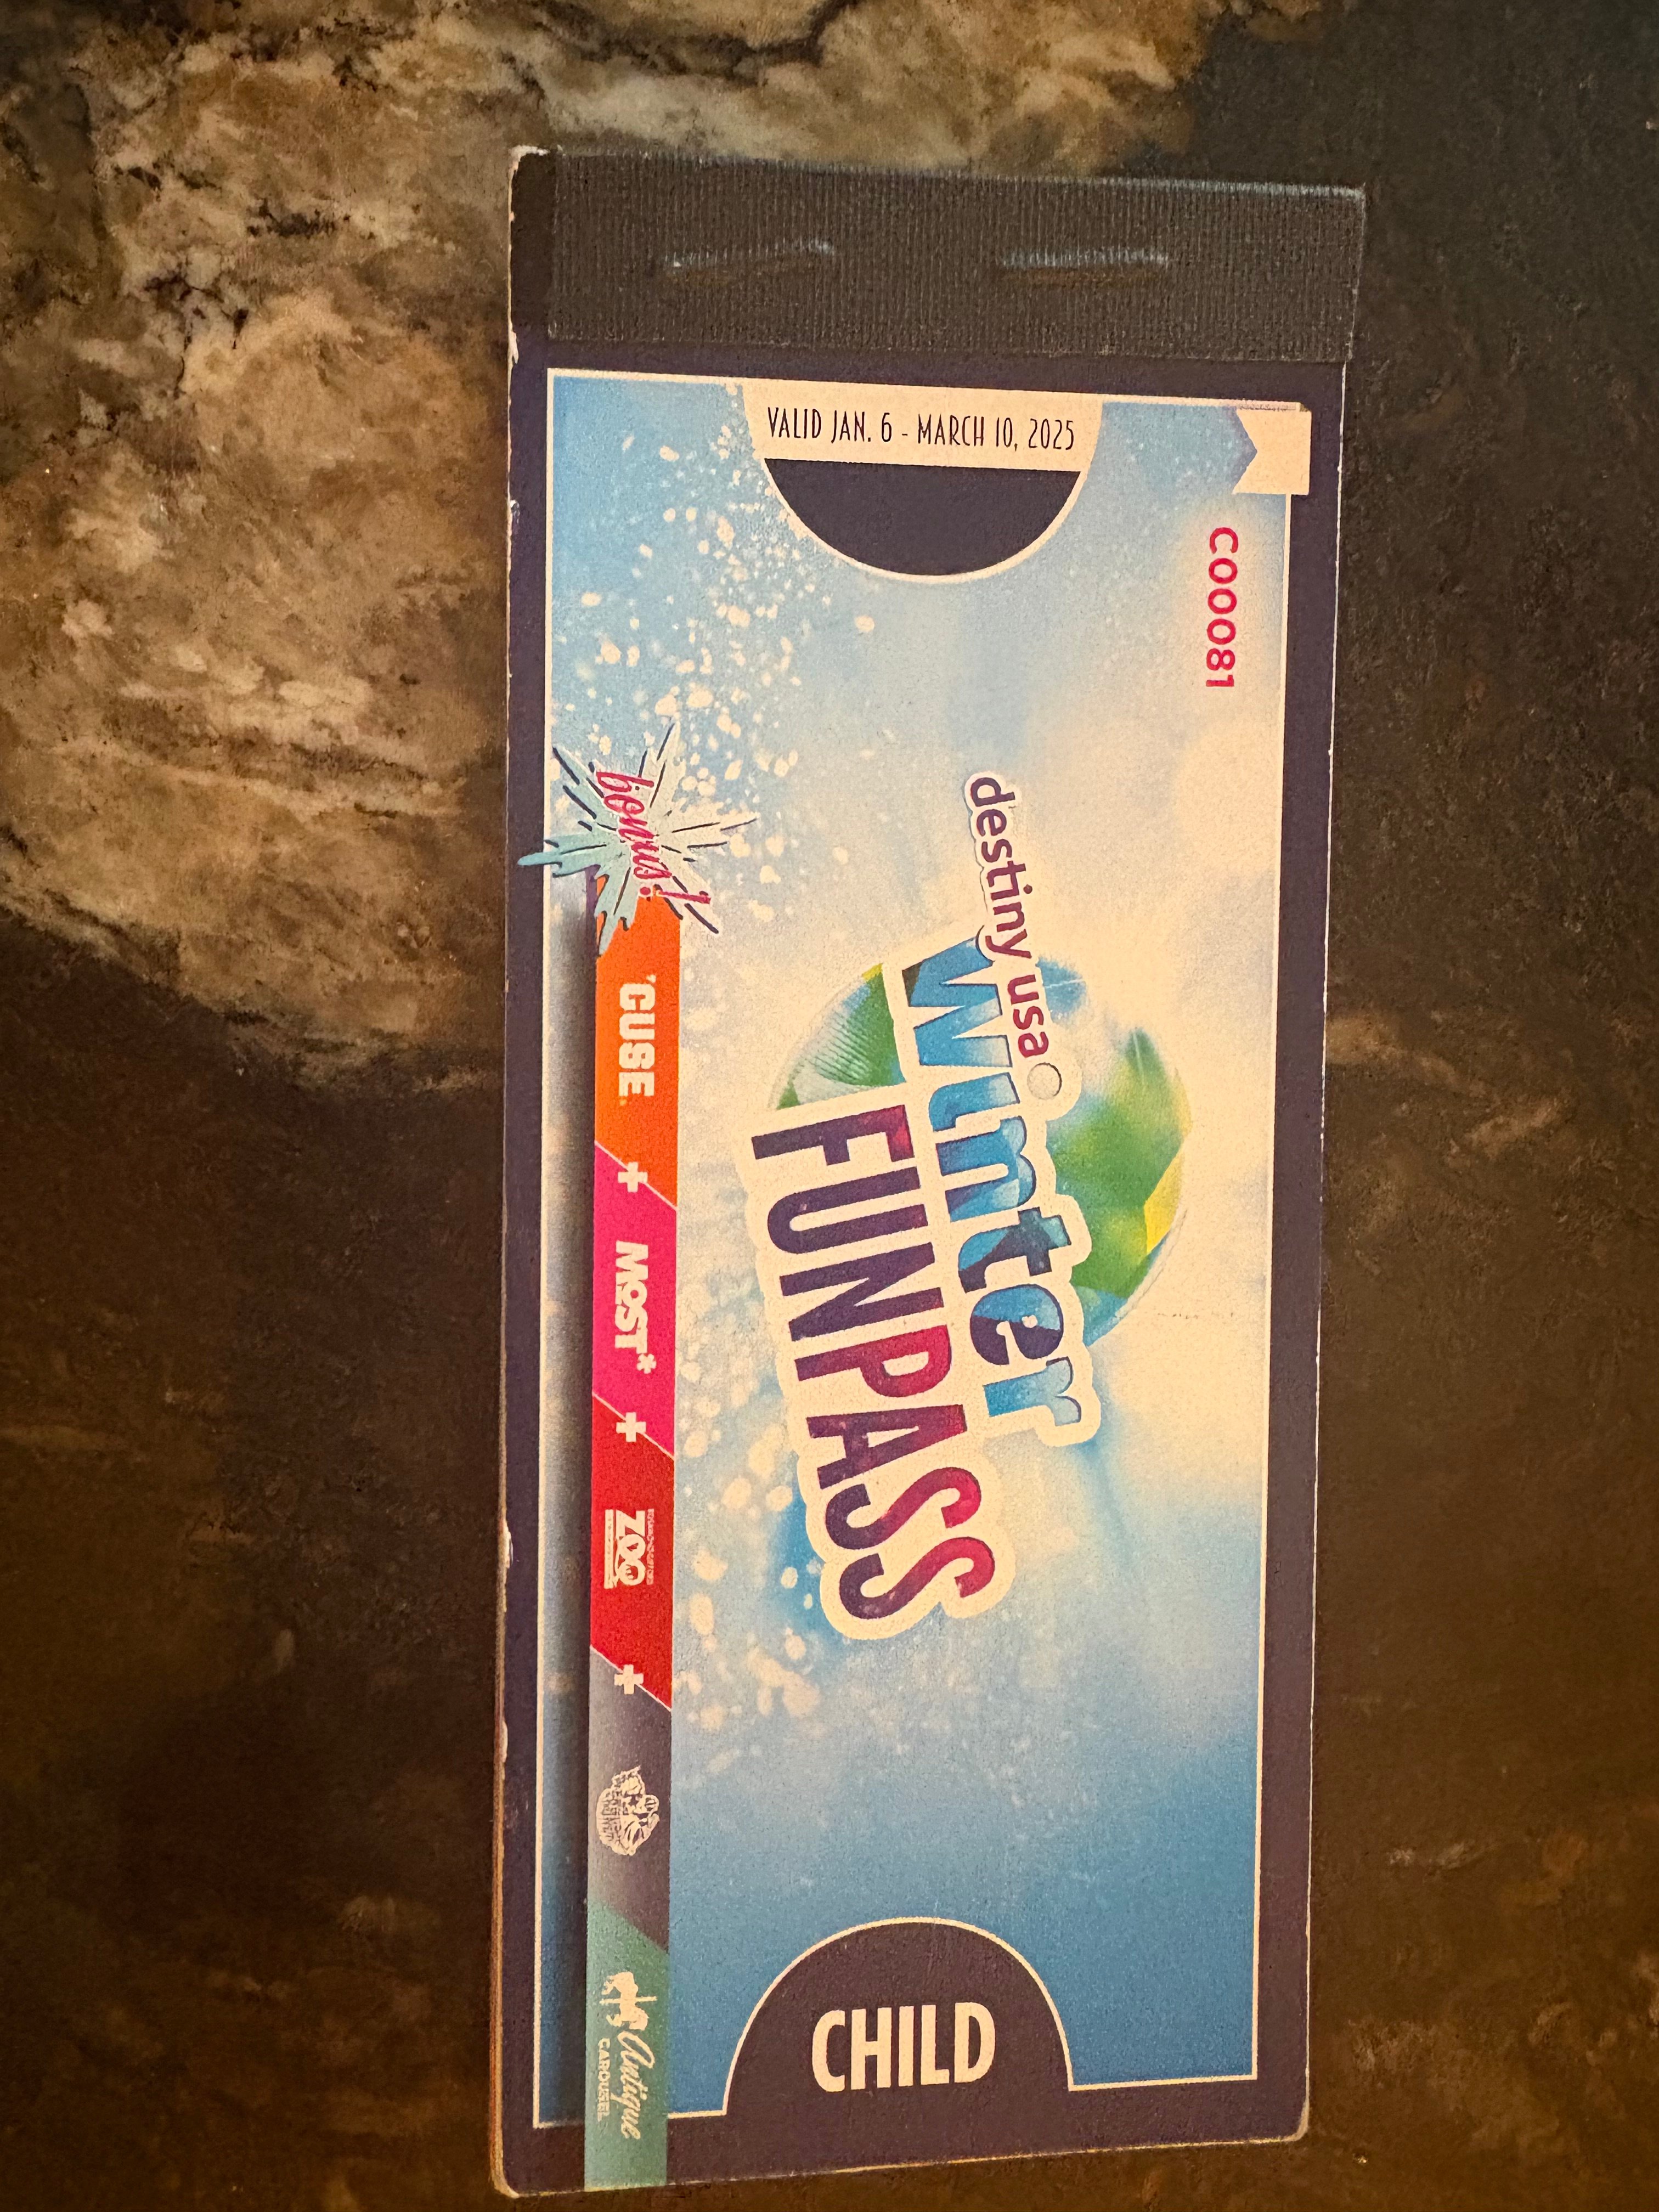 VALID JAN. 6 - MARCH 10, 2025
C00081
destiny usa
Winter
FUNPASS
bonus!
'CUSE.
+
MOST*
+
ZOO
+
Antique
CAROUSEL
CHILD